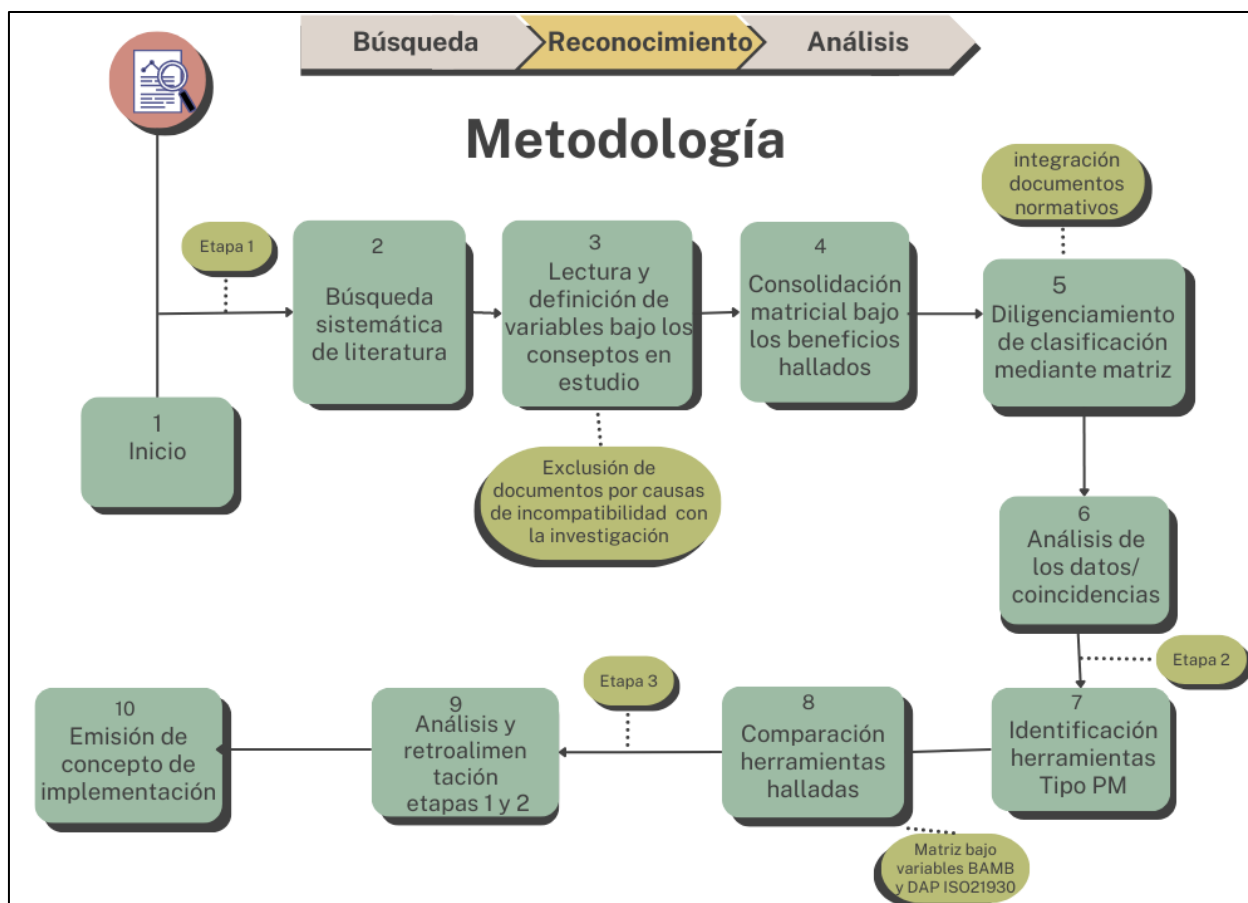 Búsqueda
Reconocimiento
Análisis
Metodología
integración
documentos
normativos
Etapa 1
2
Búsqueda
sistemática
de literatura
3
Lectura y
definición de
variables bajo los
conseptos en
estudio
4
Consolidación
matricial bajo
los beneficios
hallados
5
Diligenciamiento
de clasificación
mediante matriz
1
Inicio
Exclusión de
documentos por causas
de incompatibilidad con
la investigación
6
Análisis de
los datos/
coincidencias
Etapa 2
7
Identificación
herramientas
Tipo PM
8
Comparación
herramientas
halladas
Matriz bajo
variables BAMB
y DAP ISO21930
Etapa 3
9
Análisis y
retroalimen
tación
etapas 1 y 2
10
Emisión de
concepto de
implementación